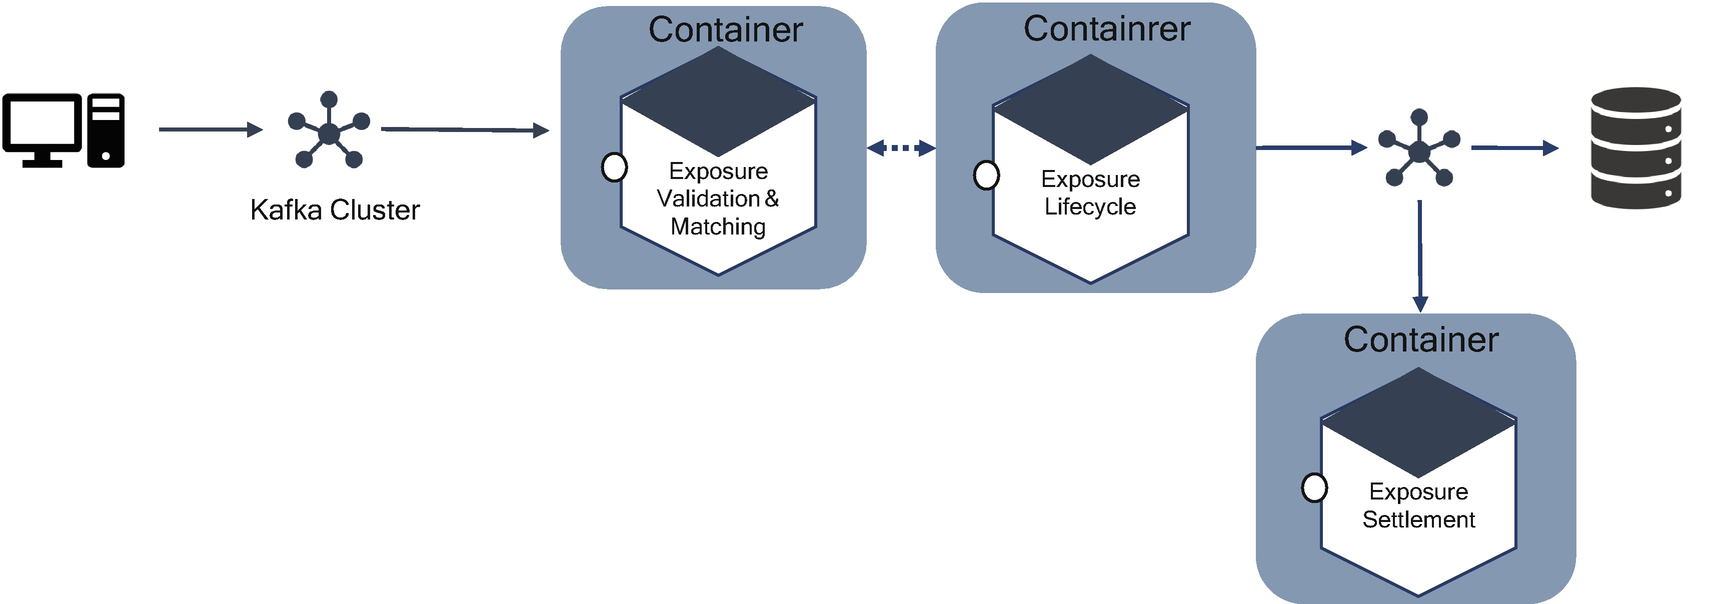 Kafka Cluster
Container
Exposure
Validation &
Matching
Containrer
Exposure
Lifecycle
Container
Exposure
Settlement